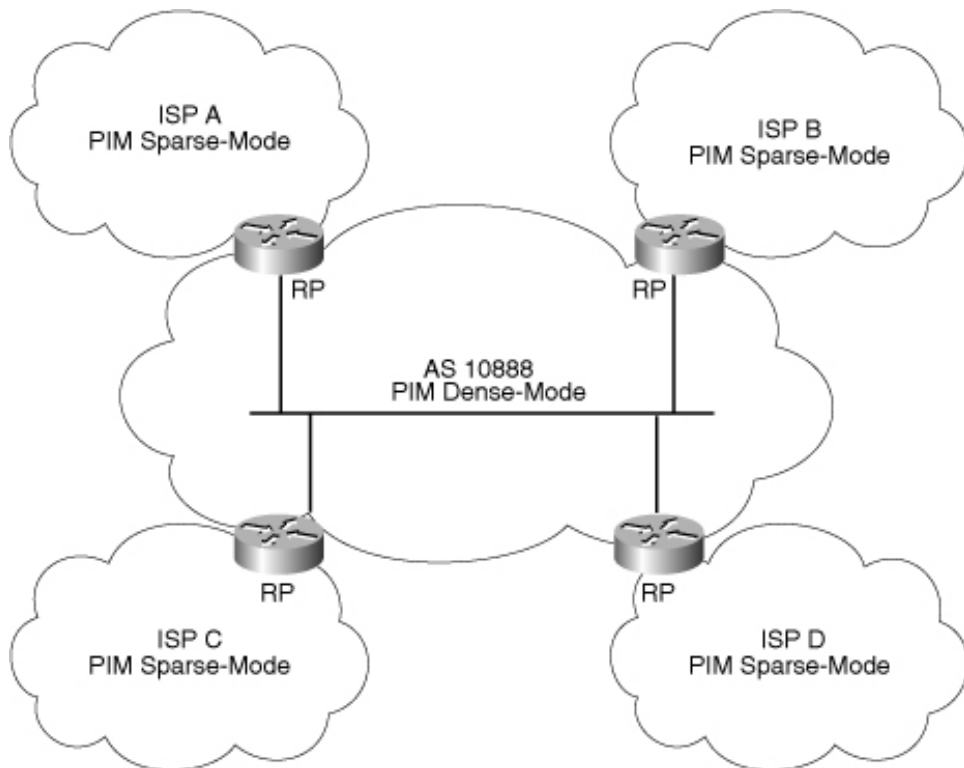 ISP A
PIM Sparse-Mode
ISP B
PIM Sparse-Mode
RP
RP
AS 10888
PIM Dense-Mode
RP
RP
ISP C
PIM Sparse-Mode
ISP D
PIM Sparse-Mode